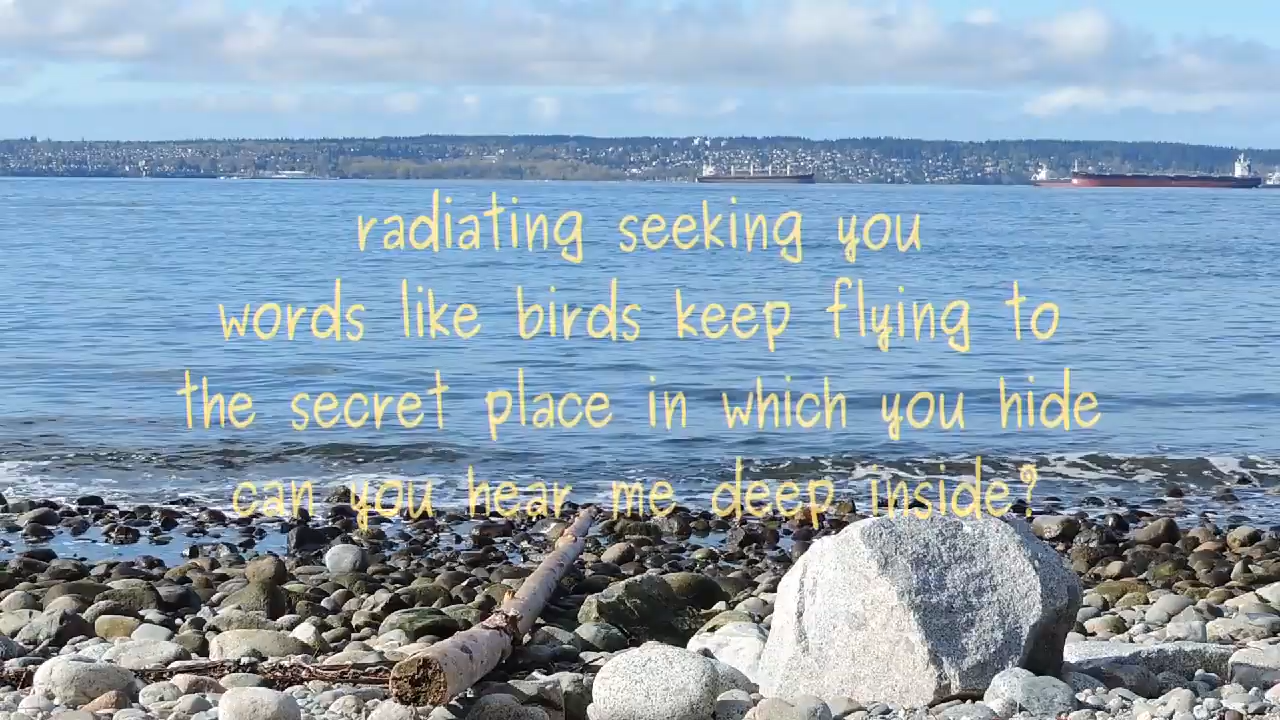 radiating seeking you
words like birds keep flying to
the secret place in which you hide
can you hear me deep inside?